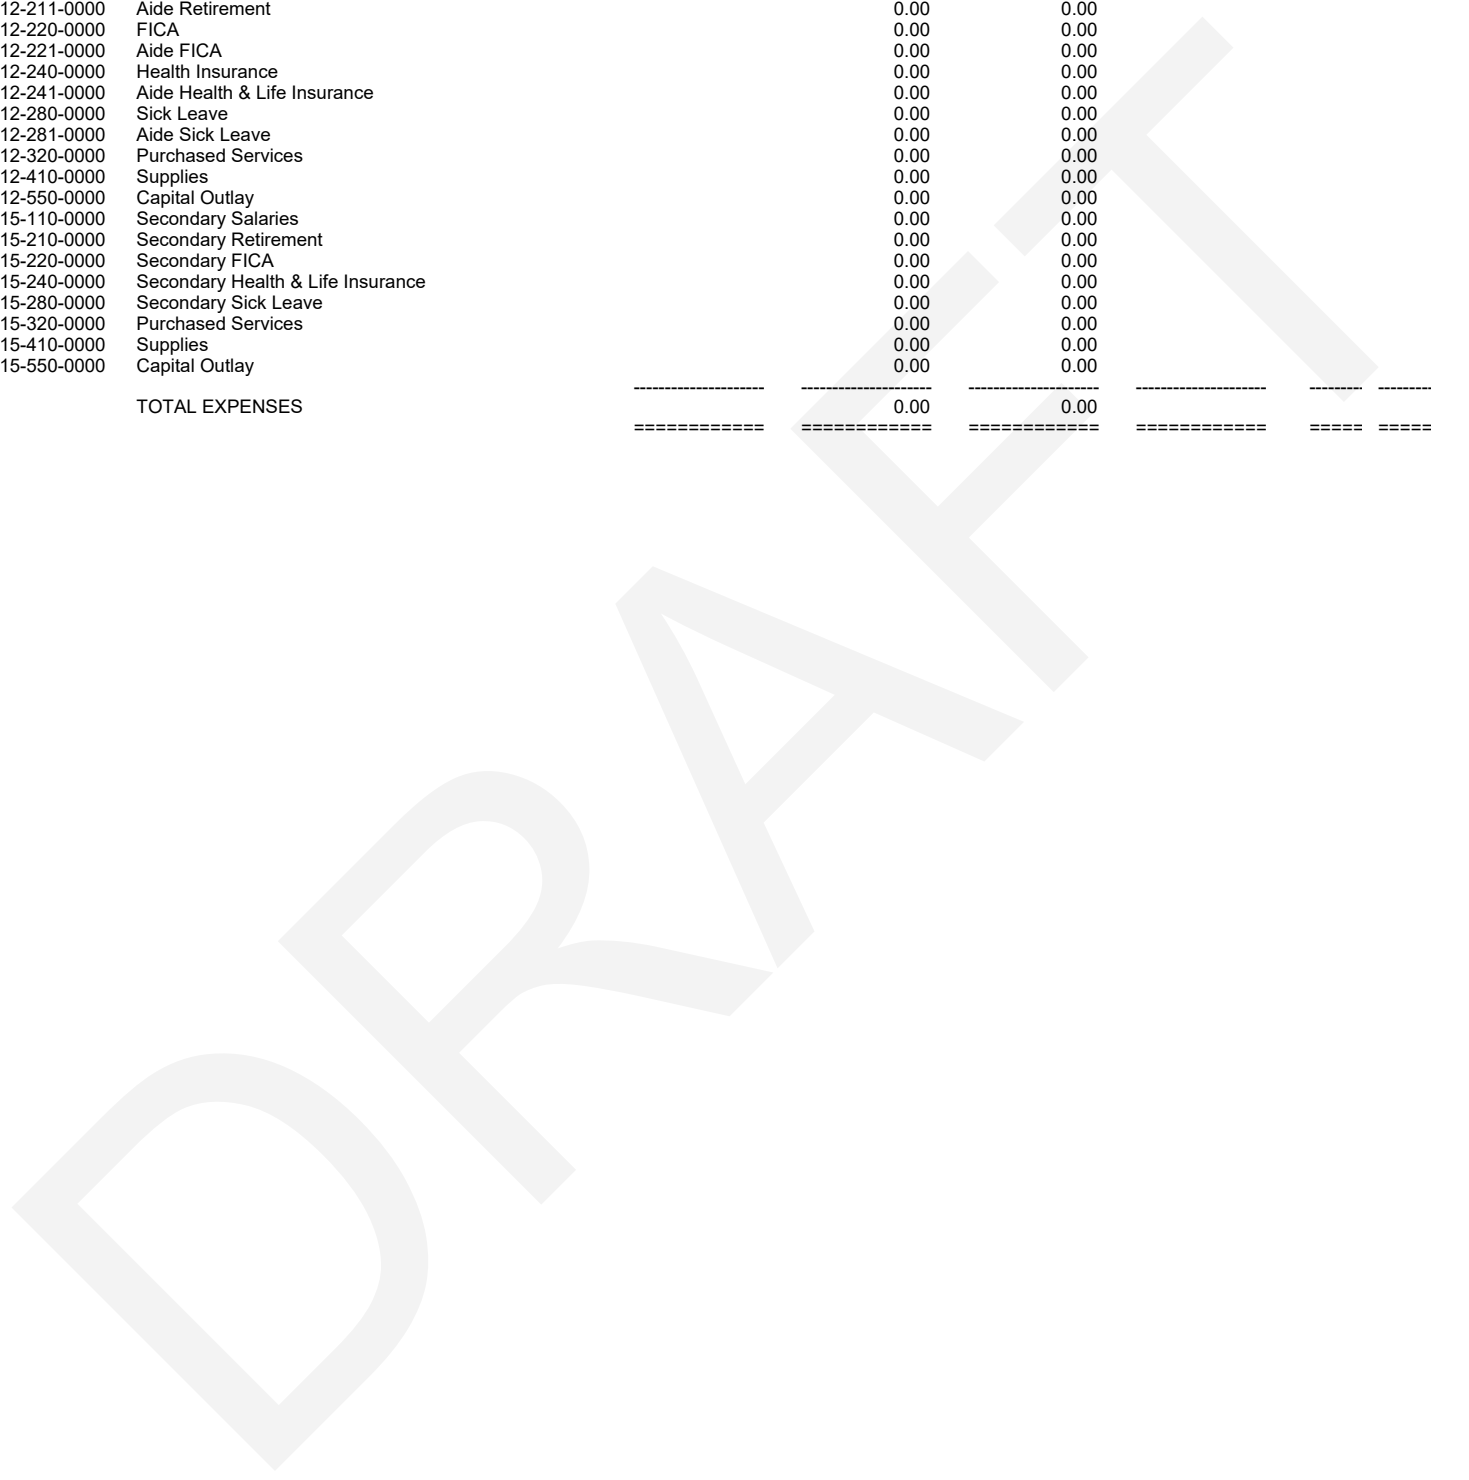 12-211-0000 Aide Retirement 0.00 0.00
12-220-0000 FICA 0.00 0.00
12-221-0000 Aide FICA 0.00 0.00
12-240-0000 Health Insurance 0.00 0.00
12-241-0000 Aide Health & Life Insurance 0.00 0.00
12-280-0000 Sick Leave 0.00 0.00
12-281-0000 Aide Sick Leave 0.00 0.00
12-320-0000 Purchased Services 0.00 0.00
12-410-0000 Supplies 0.00 0.00
12-550-0000 Capital Outlay 0.00 0.00
15-110-0000 Secondary Salaries 0.00 0.00
15-210-0000 Secondary Retirement 0.00 0.00
15-220-0000 Secondary FICA 0.00 0.00
15-240-0000 Secondary Health & Life Insurance 0.00 0.00
15-280-0000 Secondary Sick Leave 0.00 0.00
15-320-0000 Purchased Services 0.00 0.00
15-410-0000 Supplies 0.00 0.00
15-550-0000 Capital Outlay 0.00 0.00
--------------------- --------------------- --------------------- --------------------- --------- ---------
TOTAL EXPENSES 0.00 0.00
============ ============ ============ ============ ===== =====
DRAFT